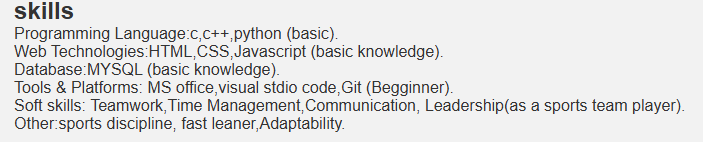 skills
Programming Language:c,c++,python (basic).
Web Technologies:HTML,CSS,Javascript (basic knowledge).
Database:MYSQL (basic knowledge).
Tools & Platforms: MS office,visual stdio code,Git (Begginner).
Soft skills: Teamwork,Time Management,Communication, Leadership(as a sports team player).
Other:sports discipline, fast leaner,Adaptability.